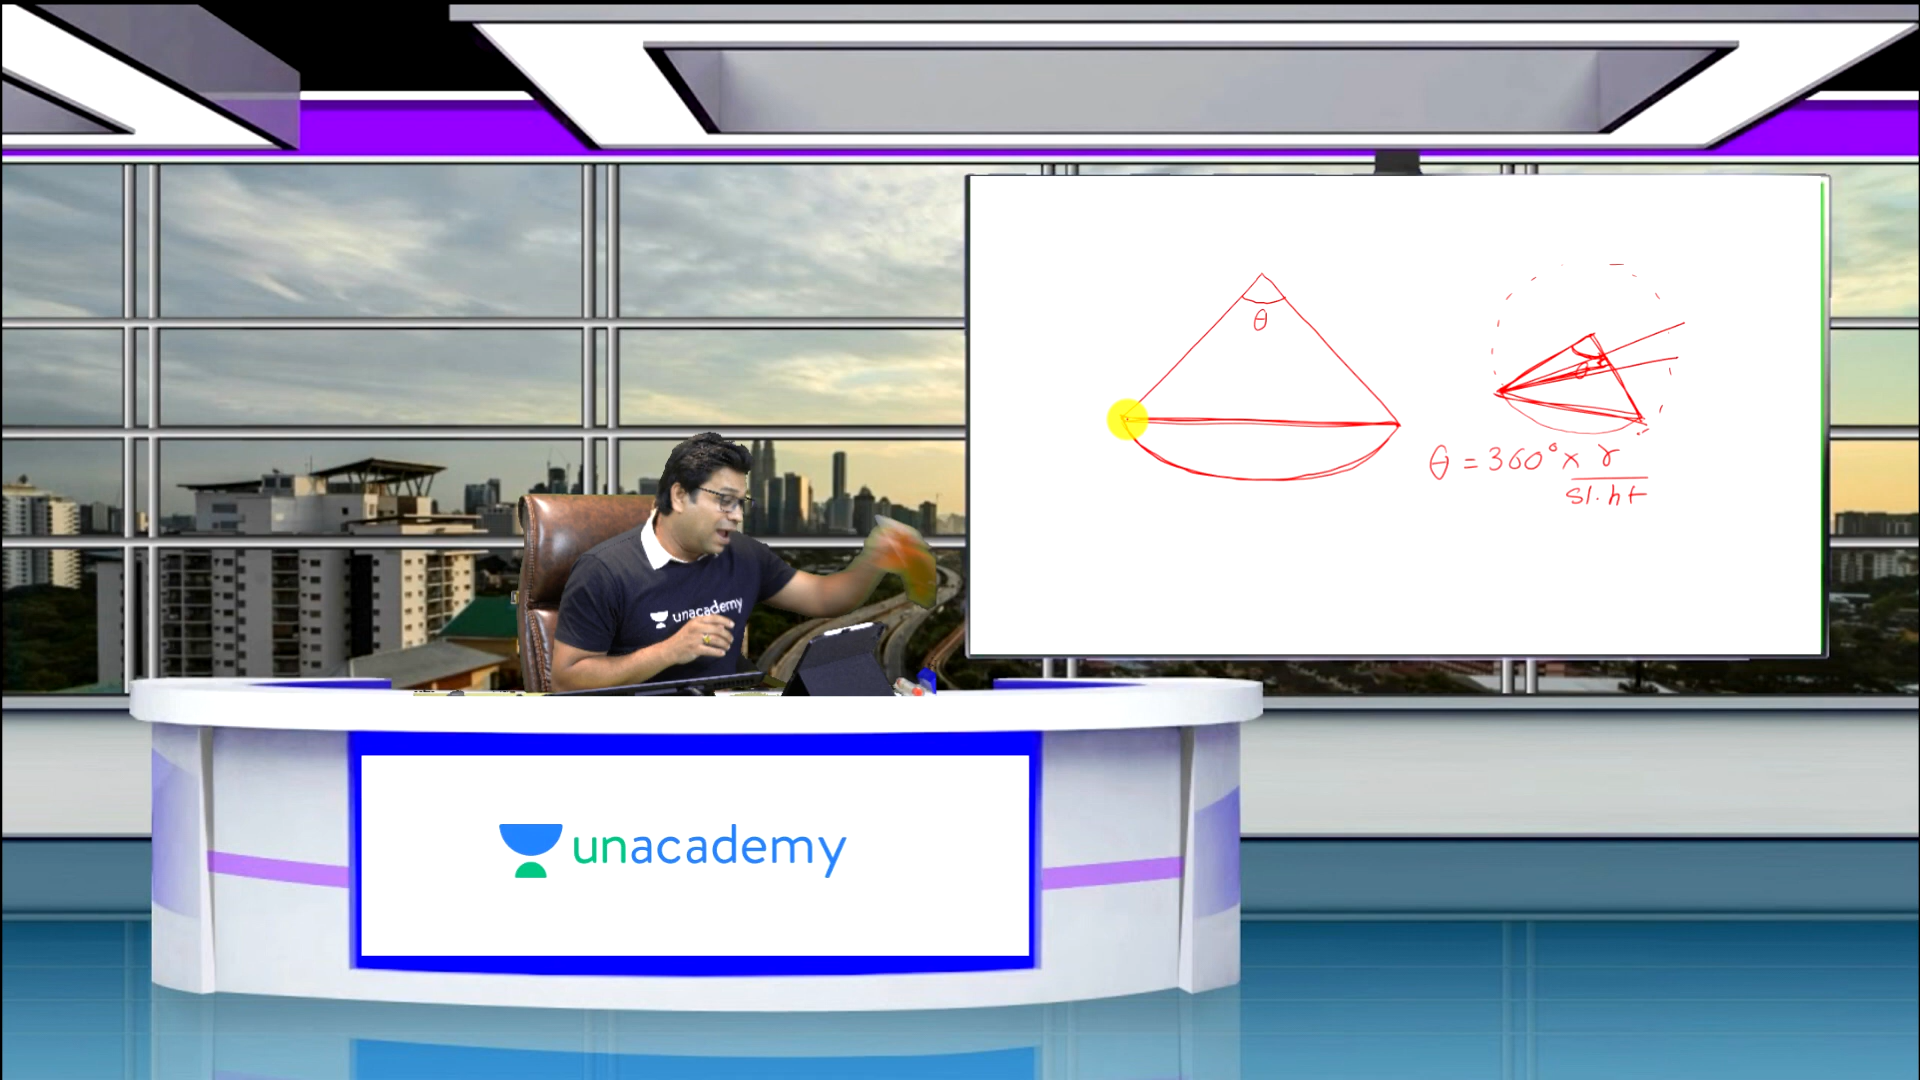 θ
θ
θ = 360° × r
sl. ht
unacademy
unacademy